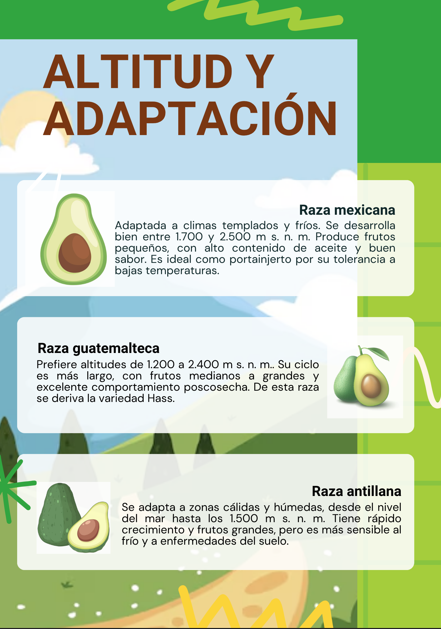 ALTITUD Y
ADAPTACIÓN
Raza mexicana
Adaptada a climas templados y fríos. Se desarrolla
bien entre 1.700 y 2.500 m s. n. m. Produce frutos
pequeños, con alto contenido de aceite y buen
sabor. Es ideal como portainjerto por su tolerancia a
bajas temperaturas.
Raza guatemalteca
Prefiere altitudes de 1.200 a 2.400 m s. n. m.. Su ciclo
es más largo, con frutos medianos a grandes y
excelente comportamiento poscosecha. De esta raza
se deriva la variedad Hass.
Raza antillana
Se adapta a zonas cálidas y húmedas, desde el nivel
del mar hasta los 1.500 m s. n. m. Tiene rápido
crecimiento y frutos grandes, pero es más sensible al
frío y a enfermedades del suelo.